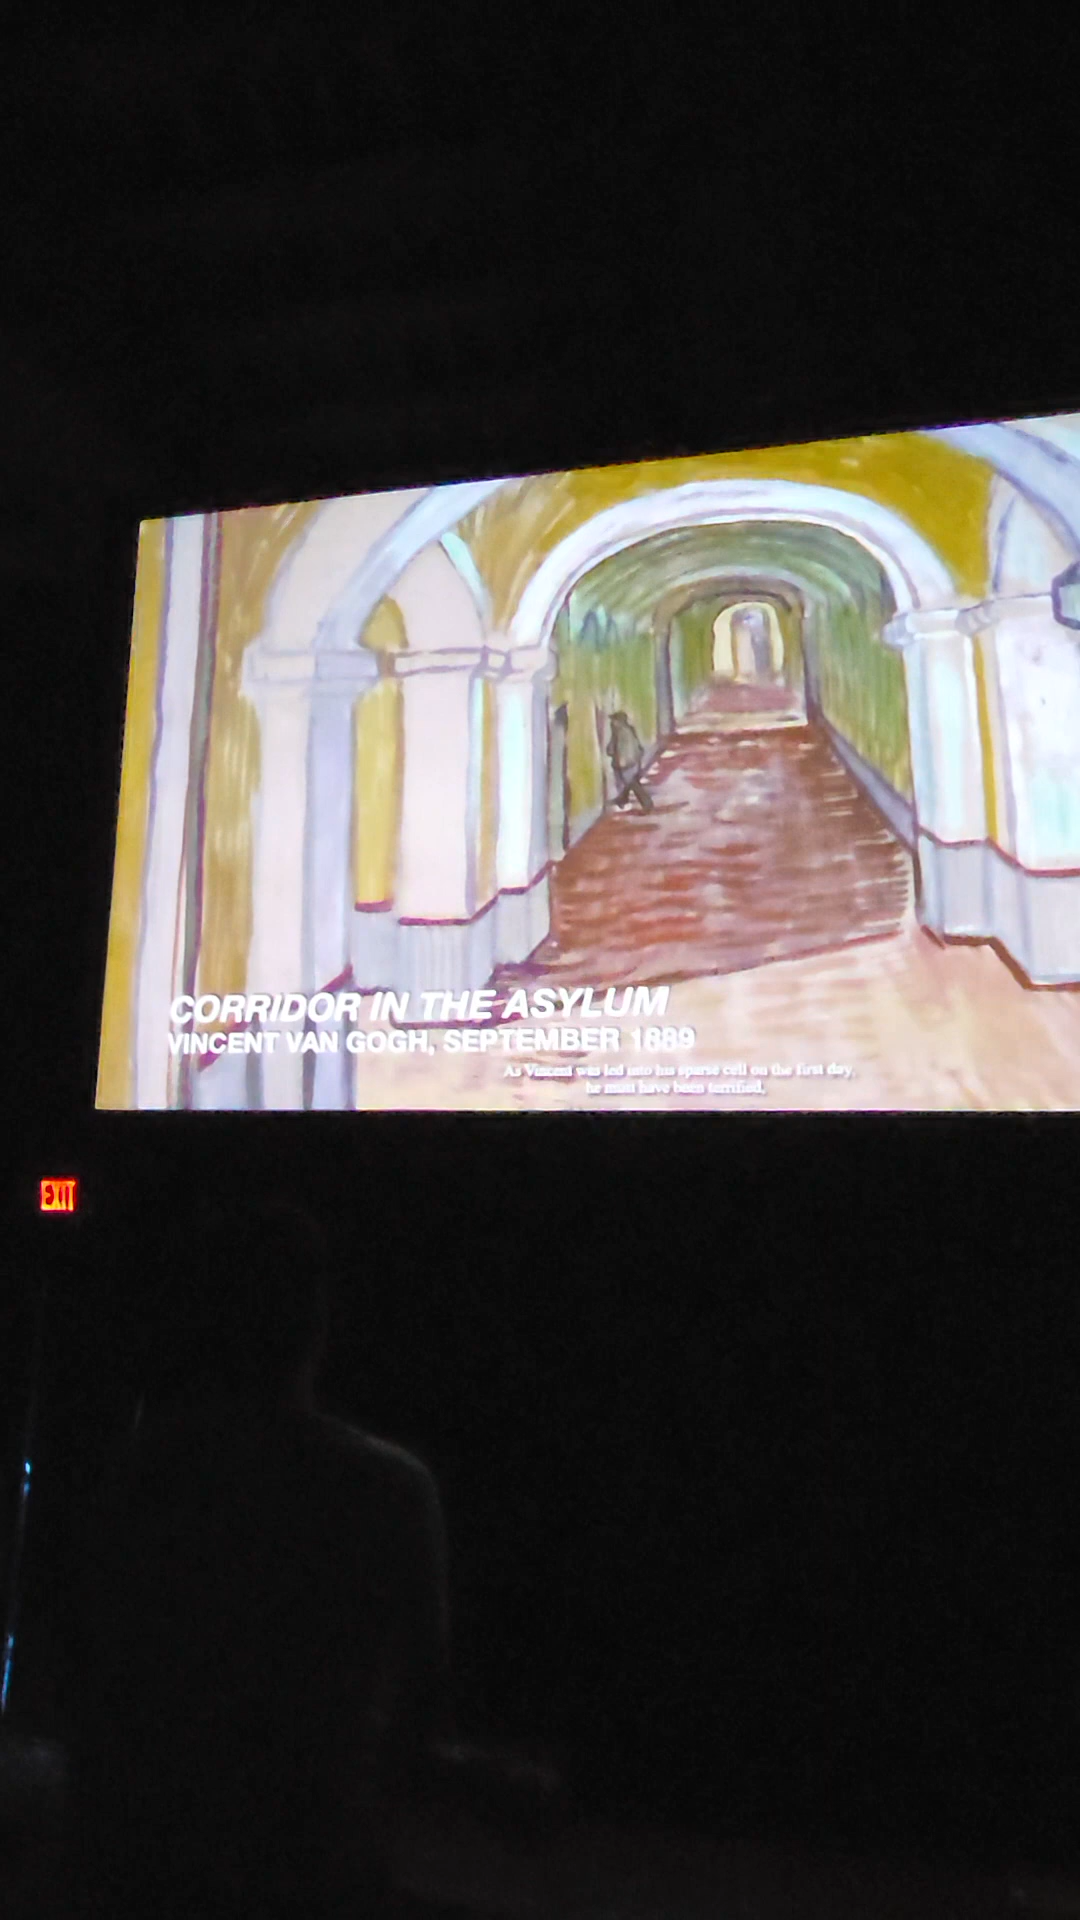 CORRIDOR IN THE ASYLUM
VINCENT VAN GOGH, SEPTEMBER 1889
As Vincent was led into his sparse cell on the first day,
he must have been terrified,
EXIT